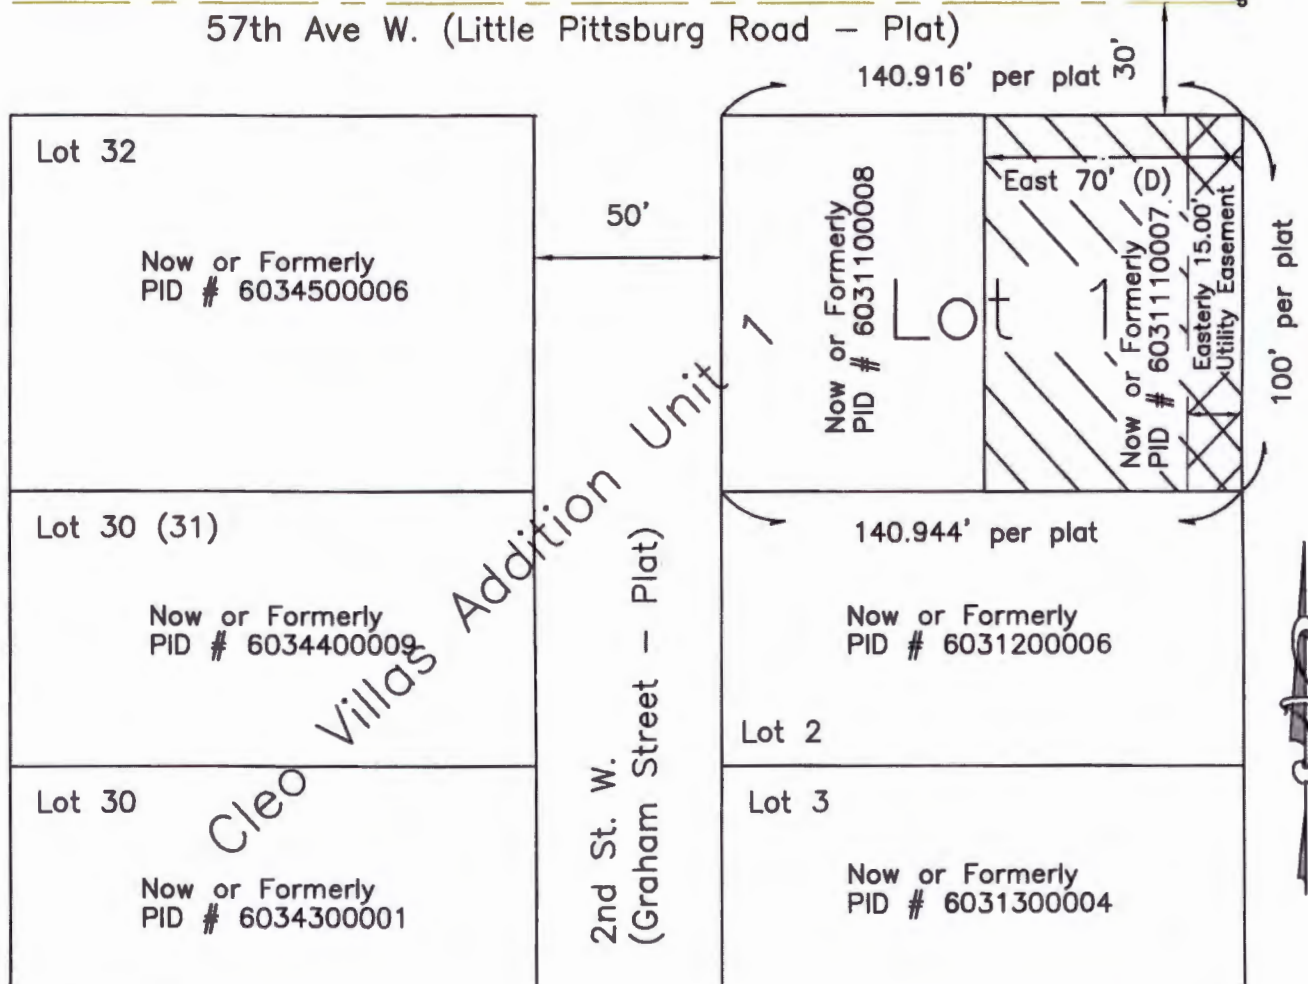 57th Ave W. (Little Pittsburg Road – Plat)
140.916' per plat
30'
Lot 32
Now or Formerly
PID # 6034500006
50'
Now or Formerly
PID # 6031100008
Lot 1
East 70' (D)
Now or Formerly
PID # 6031110007
Easterly 15.00'
Utility Easement
100' per plat
140.944' per plat
Cleo Villas Addition Unit 1
Lot 30 (31)
Now or Formerly
PID # 6034400009
2nd St. W.
(Graham Street – Plat)
Now or Formerly
PID # 6031200006
Lot 2
Lot 30
Now or Formerly
PID # 6034300001
Lot 3
Now or Formerly
PID # 6031300004